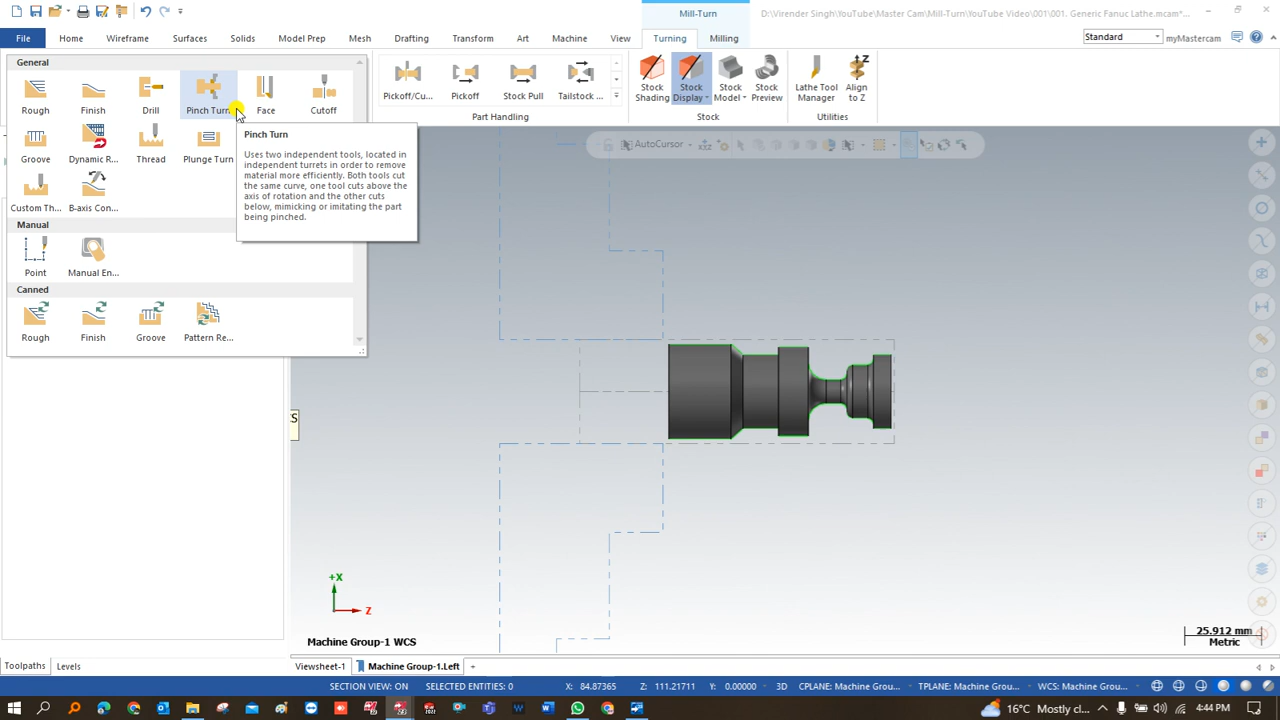 Mill-Turn
D:\Virender Singh\YouTube\Master Cam\Mill-Turn\YouTube Video\001\001. Generic Fanuc Lathe.mcam*...
File Home Wireframe Surfaces Solids Model Prep Mesh Drafting Transform Art Machine View Turning Milling
Standard
myMastercam
General
Rough Finish Drill Pinch Turn Face Cutoff
Groove Dynamic R... Thread Plunge Turn
Custom Th... B-axis Con...
Manual
Point Manual En...
Canned
Rough Finish Groove Pattern Re...
Pinch Turn
Uses two independent tools, located in
independent turrets in order to remove
material more efficiently. Both tools cut
the same curve, one tool cuts above the
axis of rotation and the other cuts
below, mimicking or imitating the part
being pinched.
Pickoff/Cu... Pickoff Stock Pull Tailstock ...
Part Handling
Stock Shading Stock Display Stock Model Stock Preview
Stock
Lathe Tool Manager Align to Z
Utilities
AutoCursor
S
+X
Z
Machine Group-1 WCS
25.912 mm
Metric
Toolpaths Levels
Viewsheet-1 Machine Group-1.Left +
SECTION VIEW: ON SELECTED ENTITIES: 0 X: 84.87365 Z: 111.21711 Y: 0.00000 3D CPLANE: Machine Grou... TPLANE: Machine Grou... WCS: Machine Group-1
16°C Mostly cl... 4:44 PM